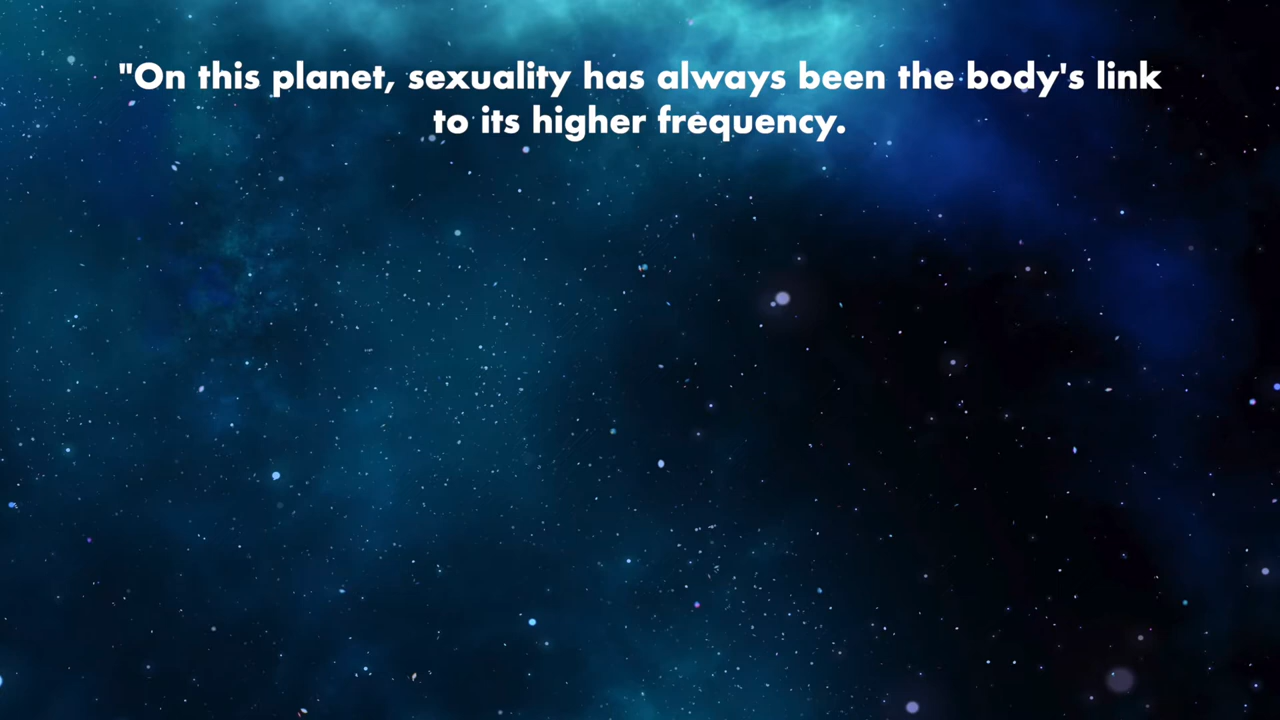 "On this planet, sexuality has always been the body's link
to its higher frequency.